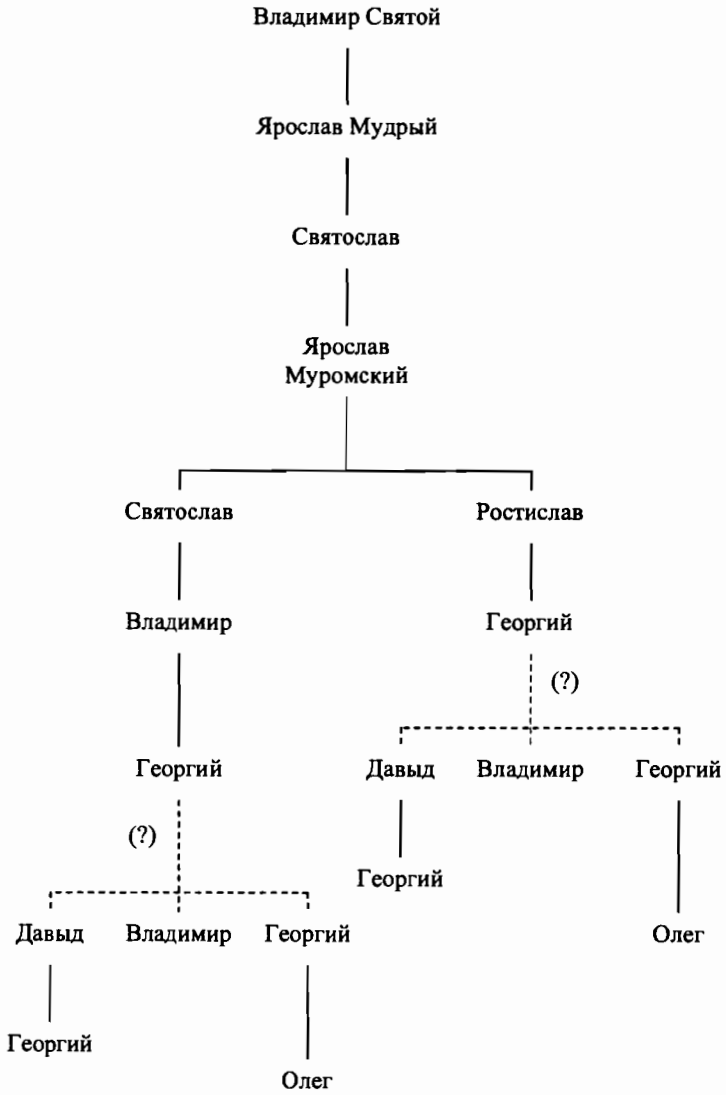 Владимир Святой
Ярослав Мудрый
Святослав
Ярослав
Муромский
Святослав Ростислав
Владимир Георгий
(?)
Георгий Давыд Владимир Георгий
(?)
Георгий
Давыд Владимир Георгий Олег
Георгий
Олег